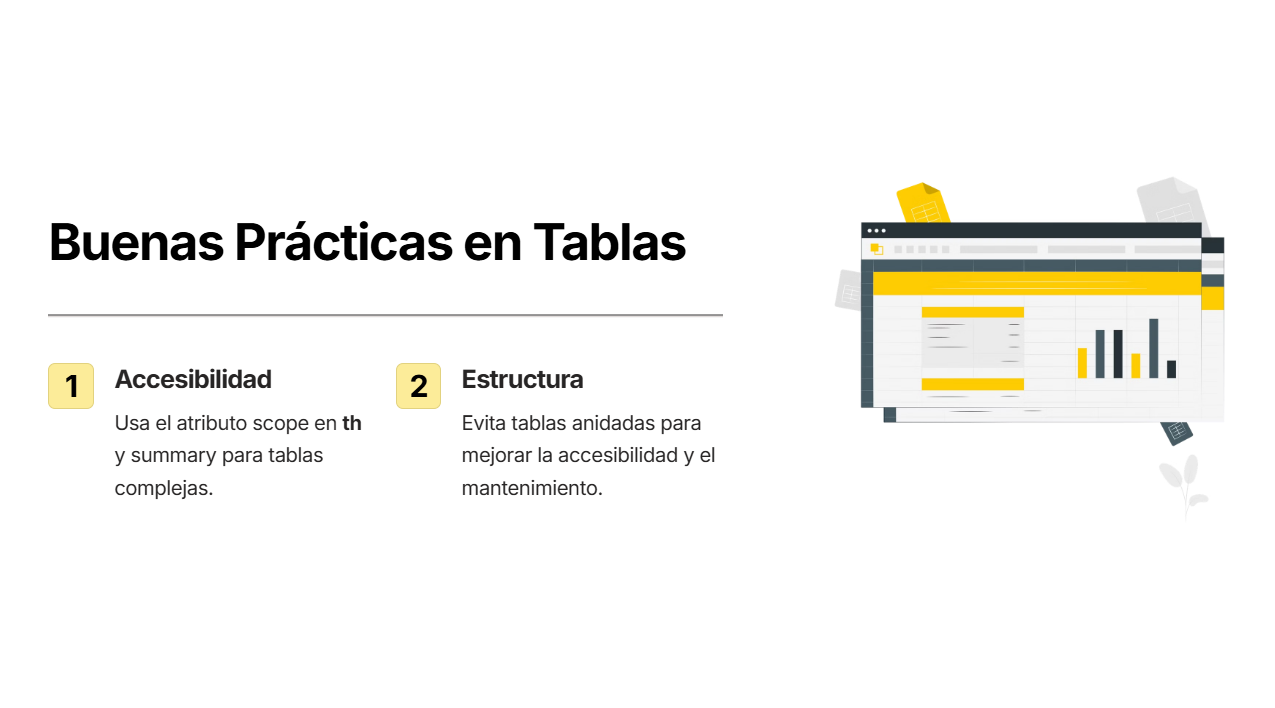 Buenas Prácticas en Tablas
1
Accesibilidad
Usa el atributo scope en th
y summary para tablas
complejas.
2
Estructura
Evita tablas anidadas para
mejorar la accesibilidad y el
mantenimiento.